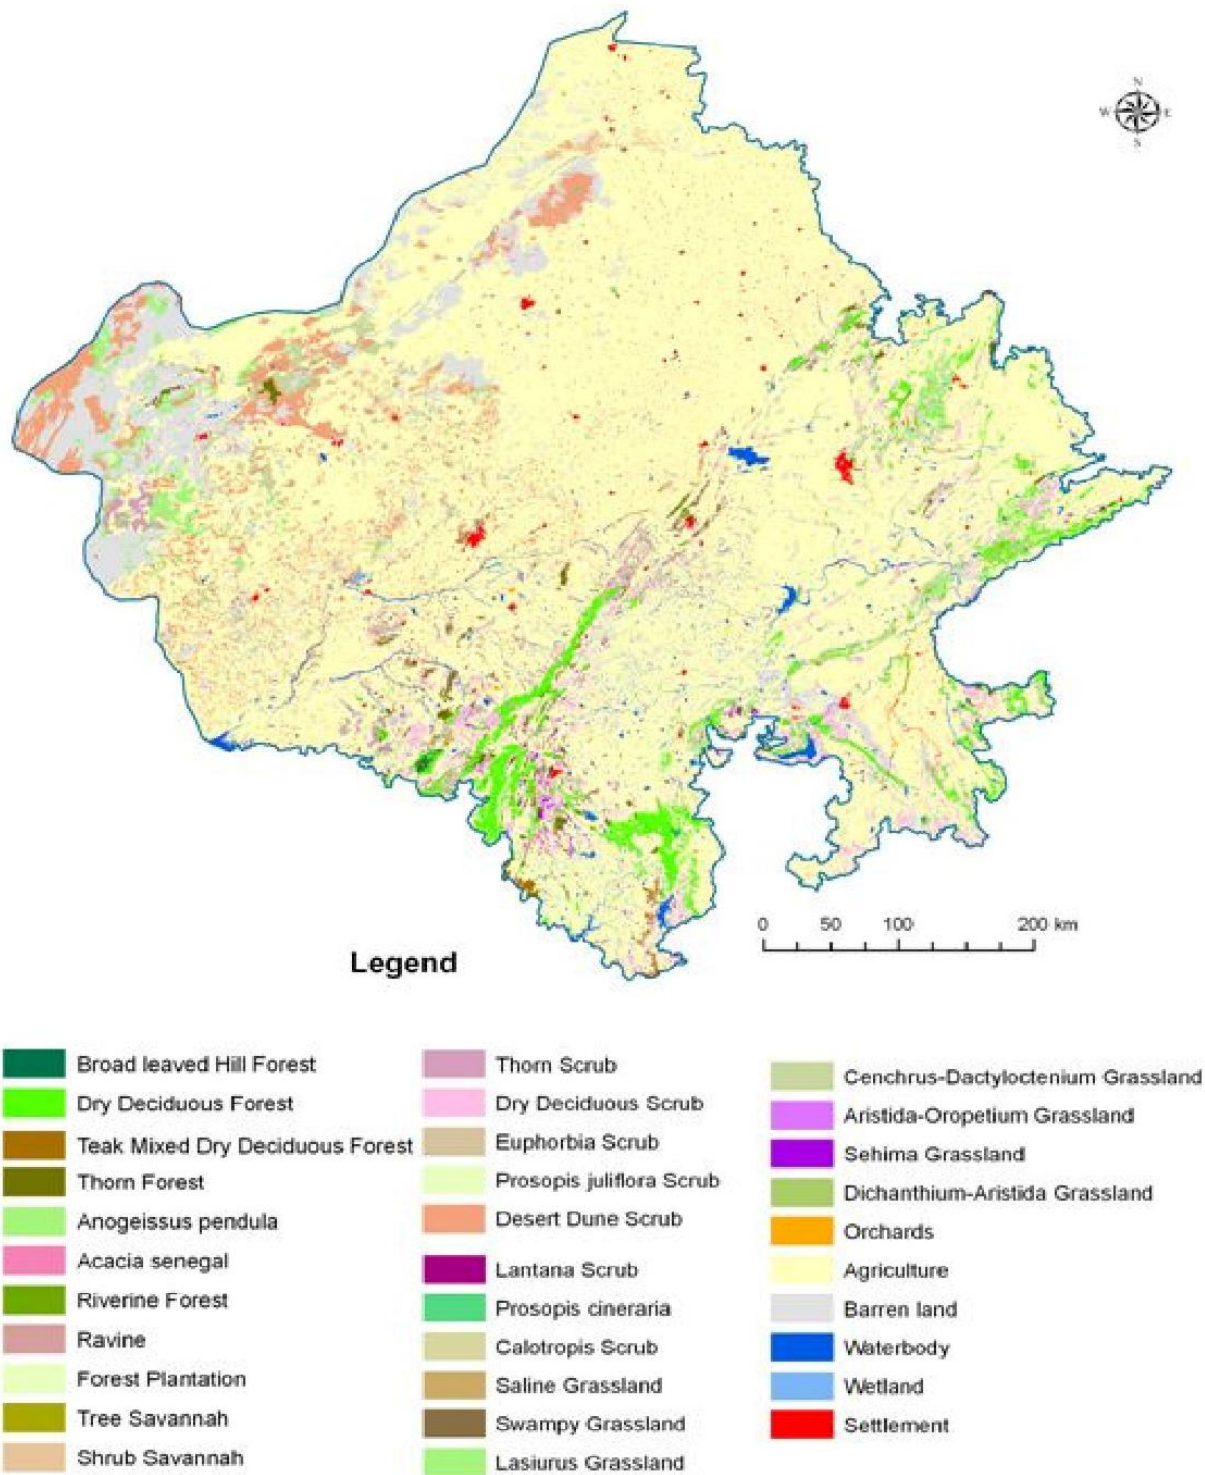 N
W E
S
0 50 100 200 km
Legend
Broad leaved Hill Forest
Dry Deciduous Forest
Teak Mixed Dry Deciduous Forest
Thorn Forest
Anogeissus pendula
Acacia senegal
Riverine Forest
Ravine
Forest Plantation
Tree Savannah
Shrub Savannah
Thorn Scrub
Dry Deciduous Scrub
Euphorbia Scrub
Prosopis juliflora Scrub
Desert Dune Scrub
Lantana Scrub
Prosopis cineraria
Calotropis Scrub
Saline Grassland
Swampy Grassland
Lasiurus Grassland
Cenchrus-Dactyloctenium Grassland
Aristida-Oropetium Grassland
Sehima Grassland
Dichanthium-Aristida Grassland
Orchards
Agriculture
Barren land
Waterbody
Wetland
Settlement